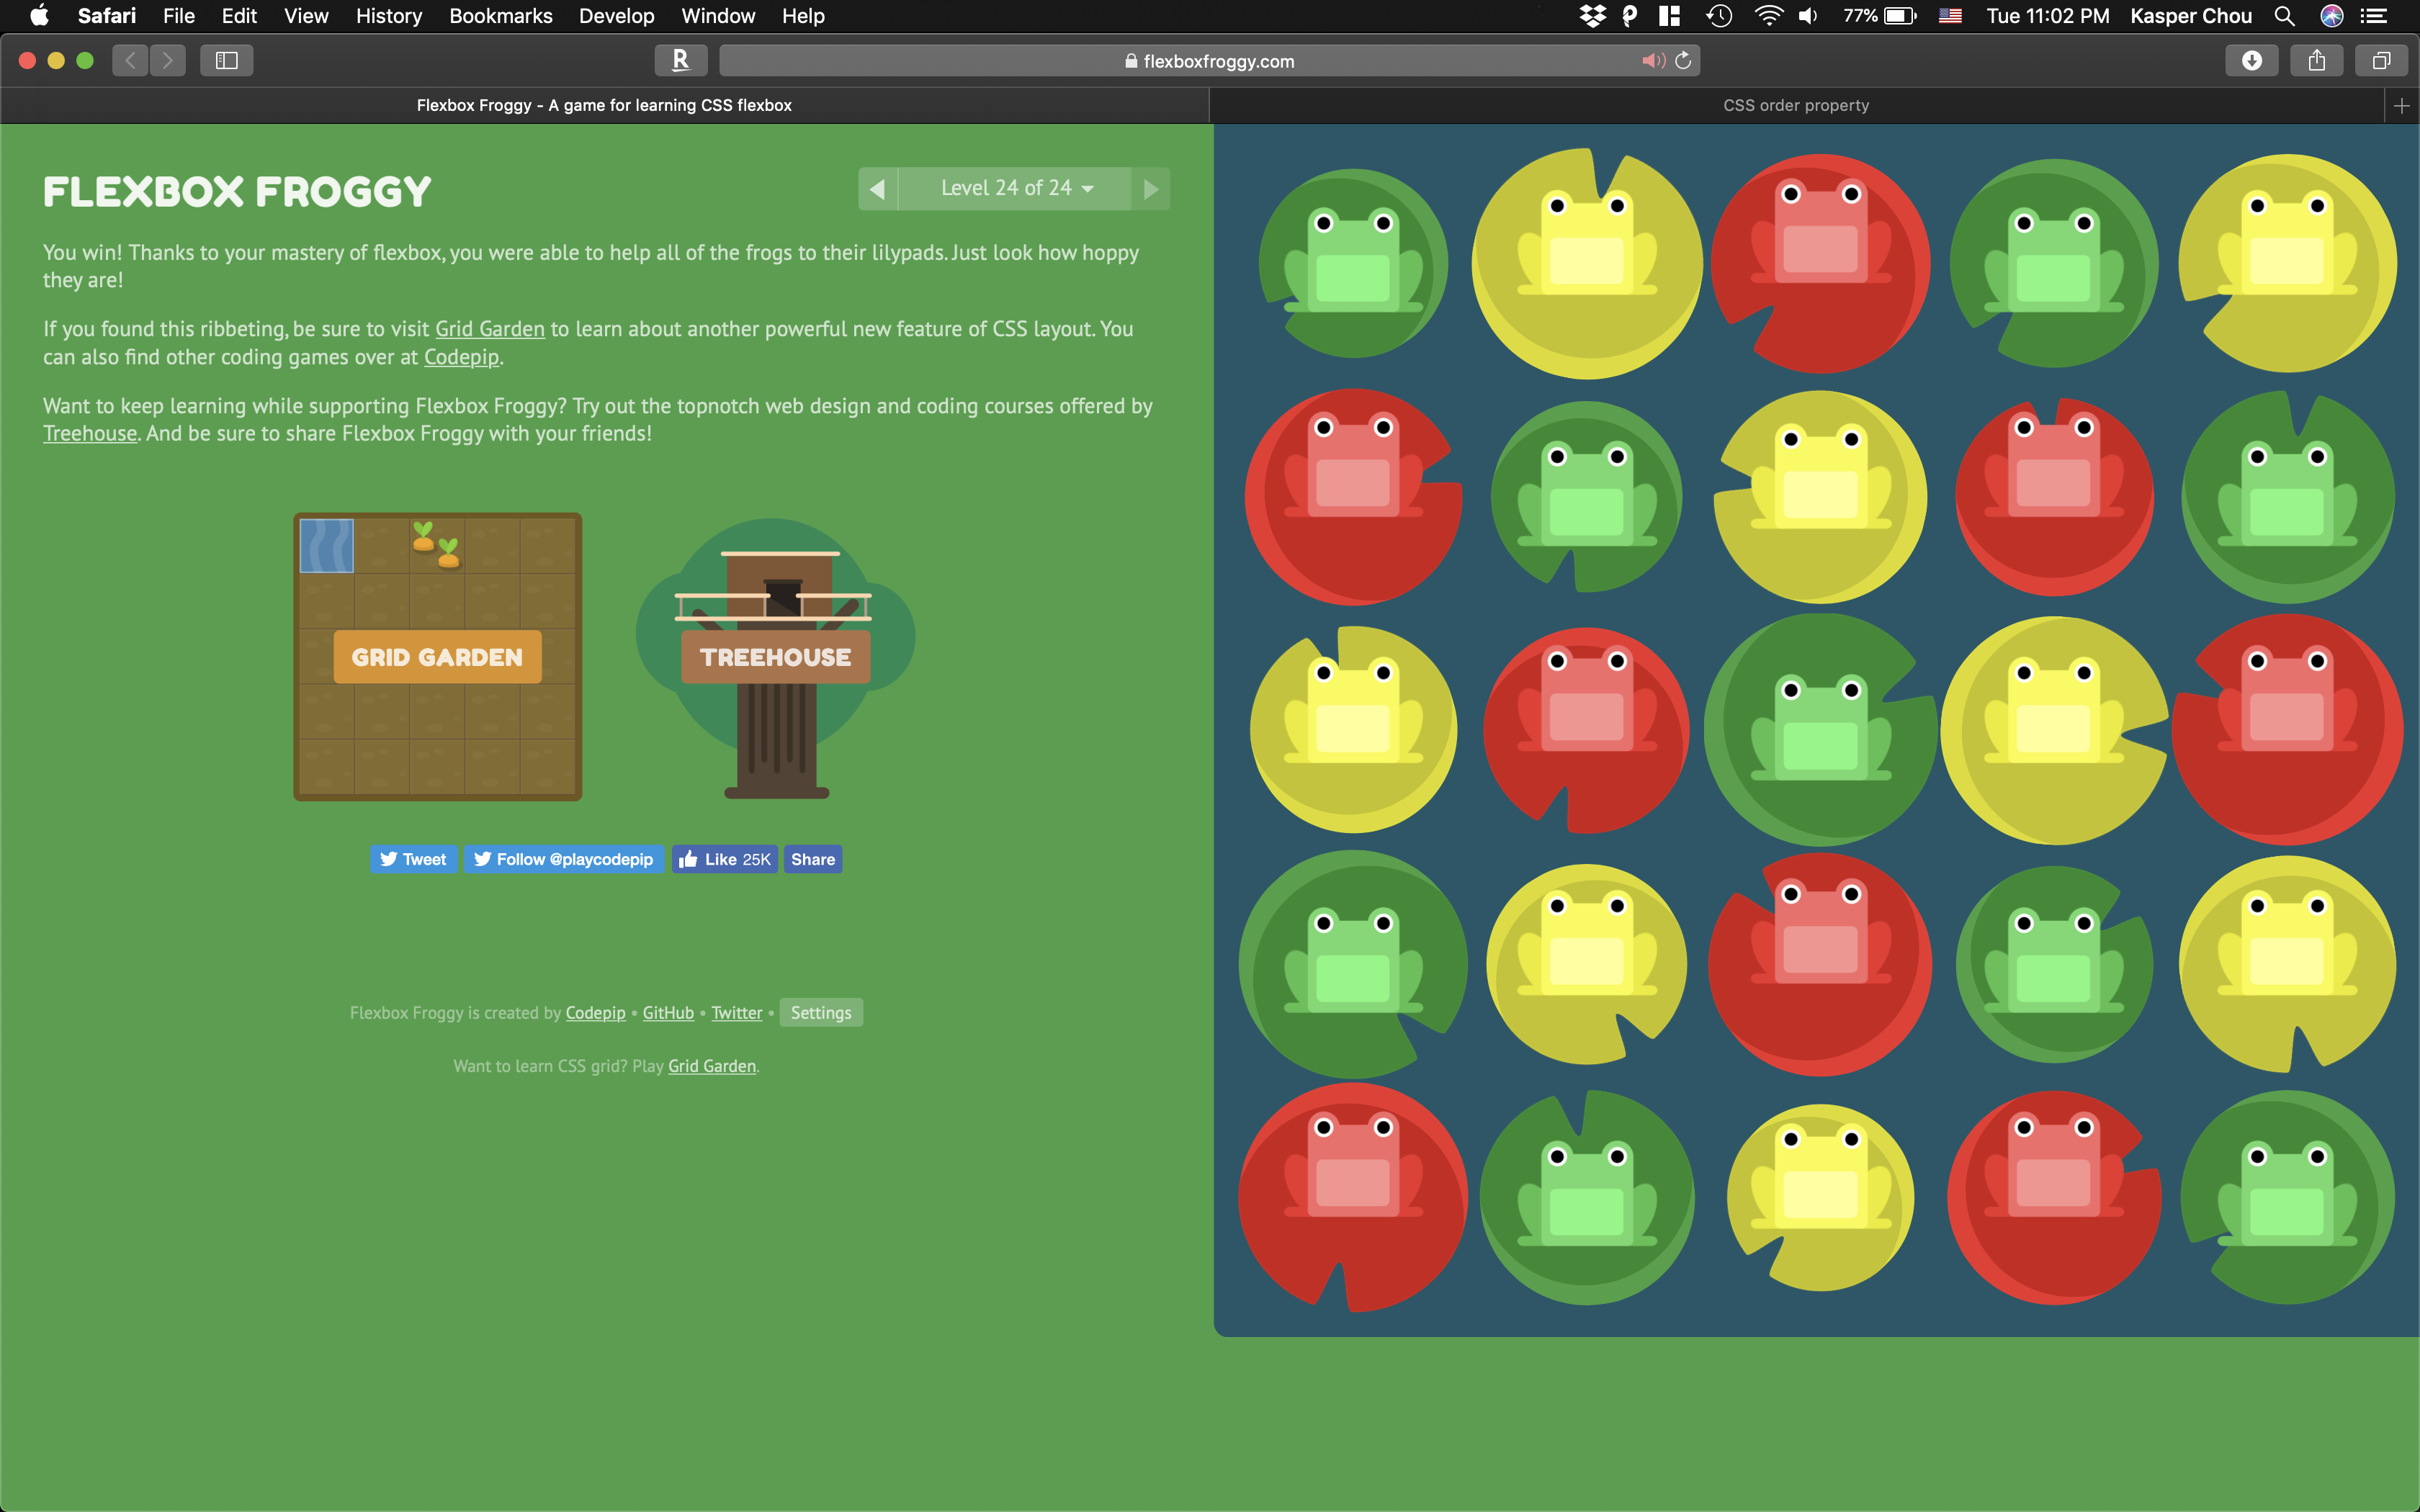 Safari File Edit View History Bookmarks Develop Window Help 77% Tue 11:02 PM Kasper Chou
R flexboxfroggy.com
Flexbox Froggy - A game for learning CSS flexbox CSS order property
FLEXBOX FROGGY
Level 24 of 24
You win! Thanks to your mastery of flexbox, you were able to help all of the frogs to their lilypads. Just look how hoppy
they are!
If you found this ribbeting, be sure to visit Grid Garden to learn about another powerful new feature of CSS layout. You
can also find other coding games over at Codepip.
Want to keep learning while supporting Flexbox Froggy? Try out the topnotch web design and coding courses offered by
Treehouse. And be sure to share Flexbox Froggy with your friends!
GRID GARDEN
TREEHOUSE
Tweet Follow @playcodepip Like 25K Share
Flexbox Froggy is created by Codepip • GitHub • Twitter • Settings
Want to learn CSS grid? Play Grid Garden.